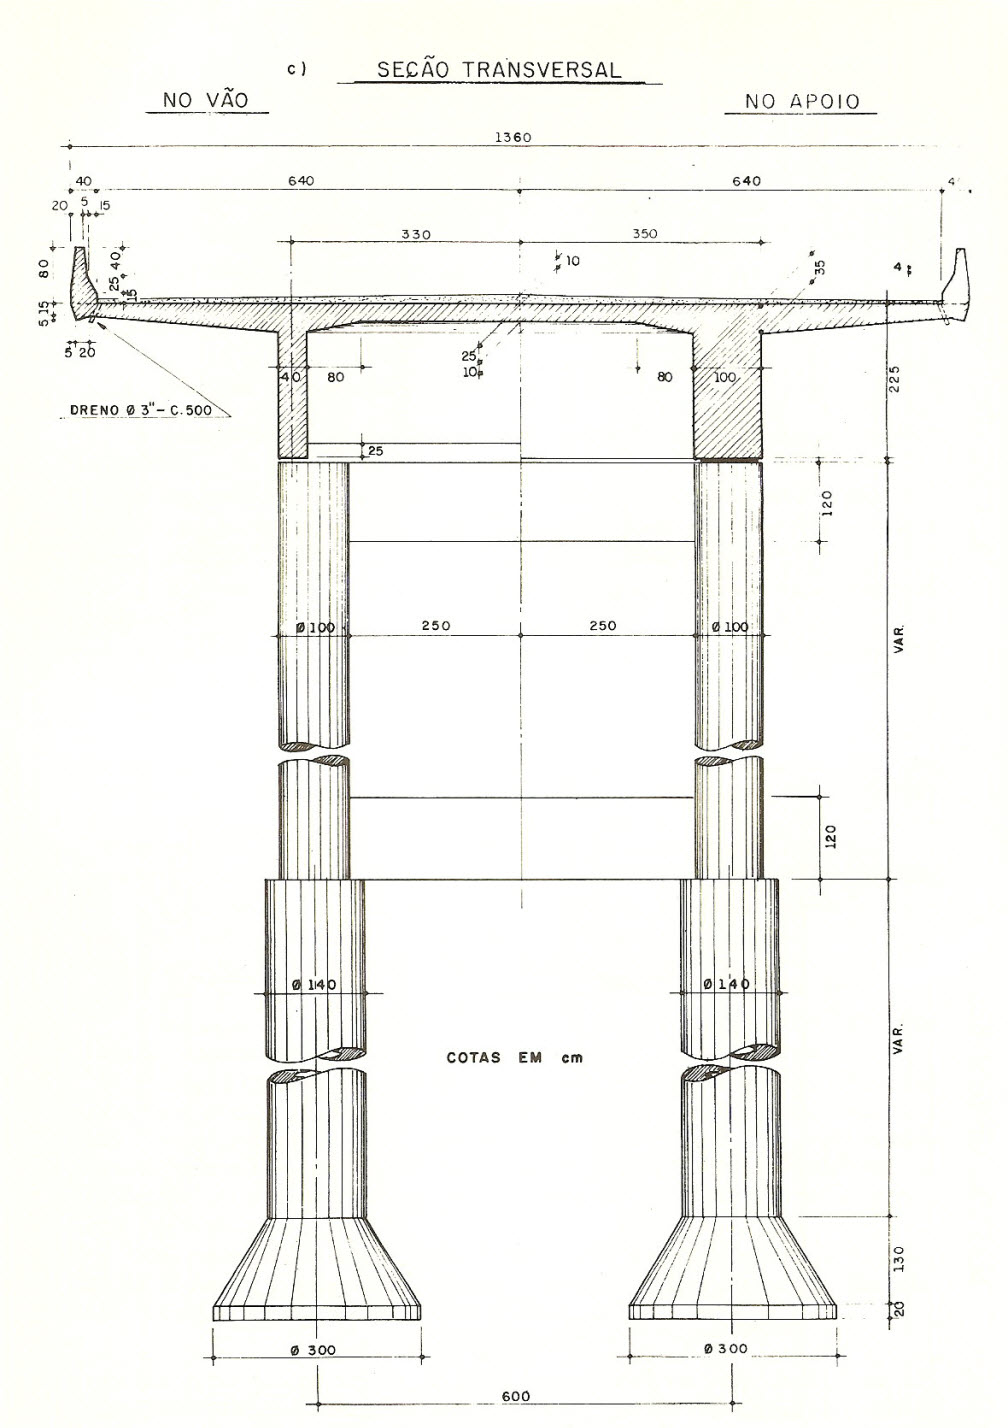 c) SEÇÃO TRANSVERSAL
NO VÃO NO APOIO
1360
40 640 640 4
20 5 15
330 350
10
80 40 25 15 35 4
5 15
5 20
25
10
40 80 80 100
225
DRENO Ø 3"- C.500
25
120
Ø 100 250 250 Ø 100
VAR.
120
Ø 140 Ø 140
COTAS EM cm
VAR.
130
20
Ø 300 Ø 300
600